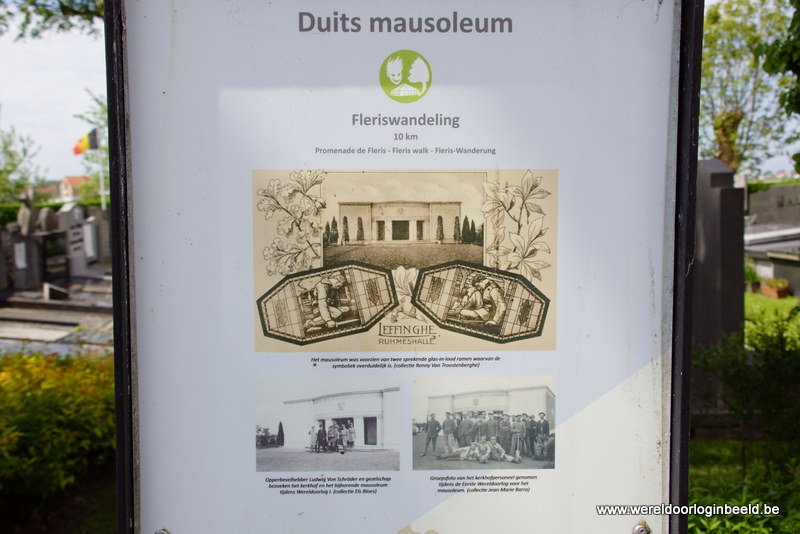 Duits mausoleum
Fleriswandeling
10 km
Promenade de Fleris - Fleris walk - Fleris-Wanderung
LEFFINGHE
RUHMESHALLE
Het mausoleum was voorzien van twee sprekende glas-in-lood ramen waarvan de
symboliek overduidelijk is. (collectie Ronny Van Troostenberghe)
Opperbevelhebber Ludwig Von Schröder en gezelschap
bezoeken het kerkhof en het bijhorende mausoleum
tijdens Wereldoorlog I. (collectie Els Bloes)
Groepsfoto van het kerkhofpersoneel genomen
tijdens de Eerste Wereldoorlog voor het
mausoleum. (collectie Jean-Marie Barra)
www.wereldoorloginbeeld.be